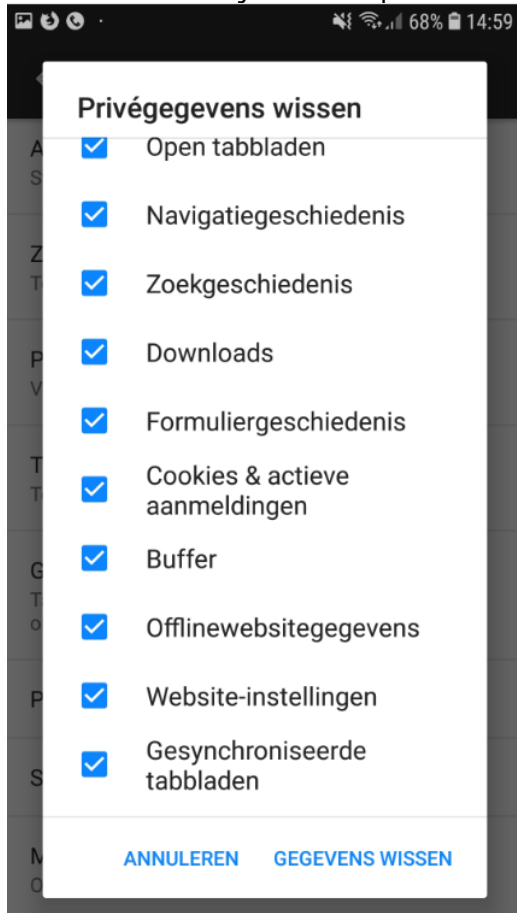 68% 14:59
Privégegevens wissen
Open tabbladen
Navigatiegeschiedenis
Zoekgeschiedenis
Downloads
Formuliergeschiedenis
Cookies & actieve
aanmeldingen
Buffer
Offlinewebsitegegevens
Website-instellingen
Gesynchroniseerde
tabbladen
ANNULEREN GEGEVENS WISSEN